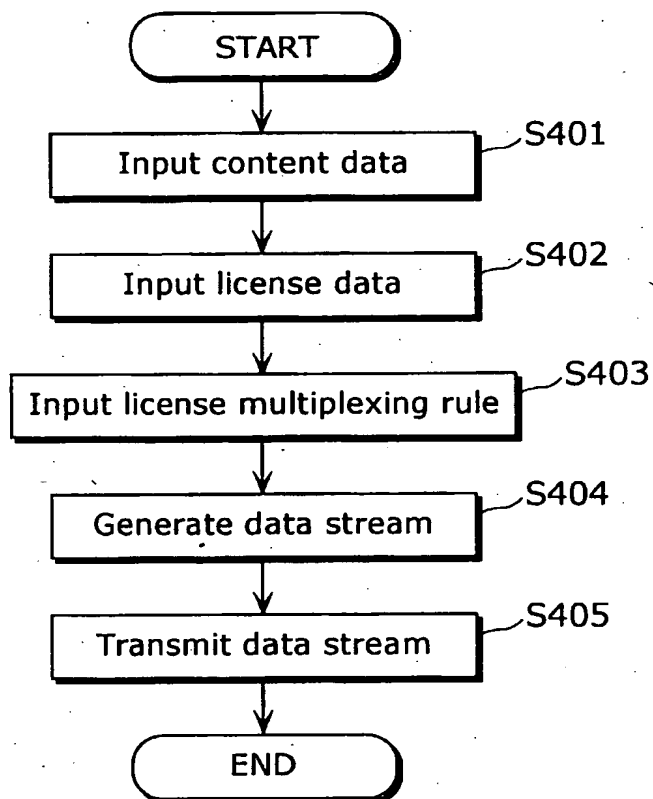 START
Input content data
S401
Input license data
S402
Input license multiplexing rule
S403
Generate data stream
S404
Transmit data stream
S405
END